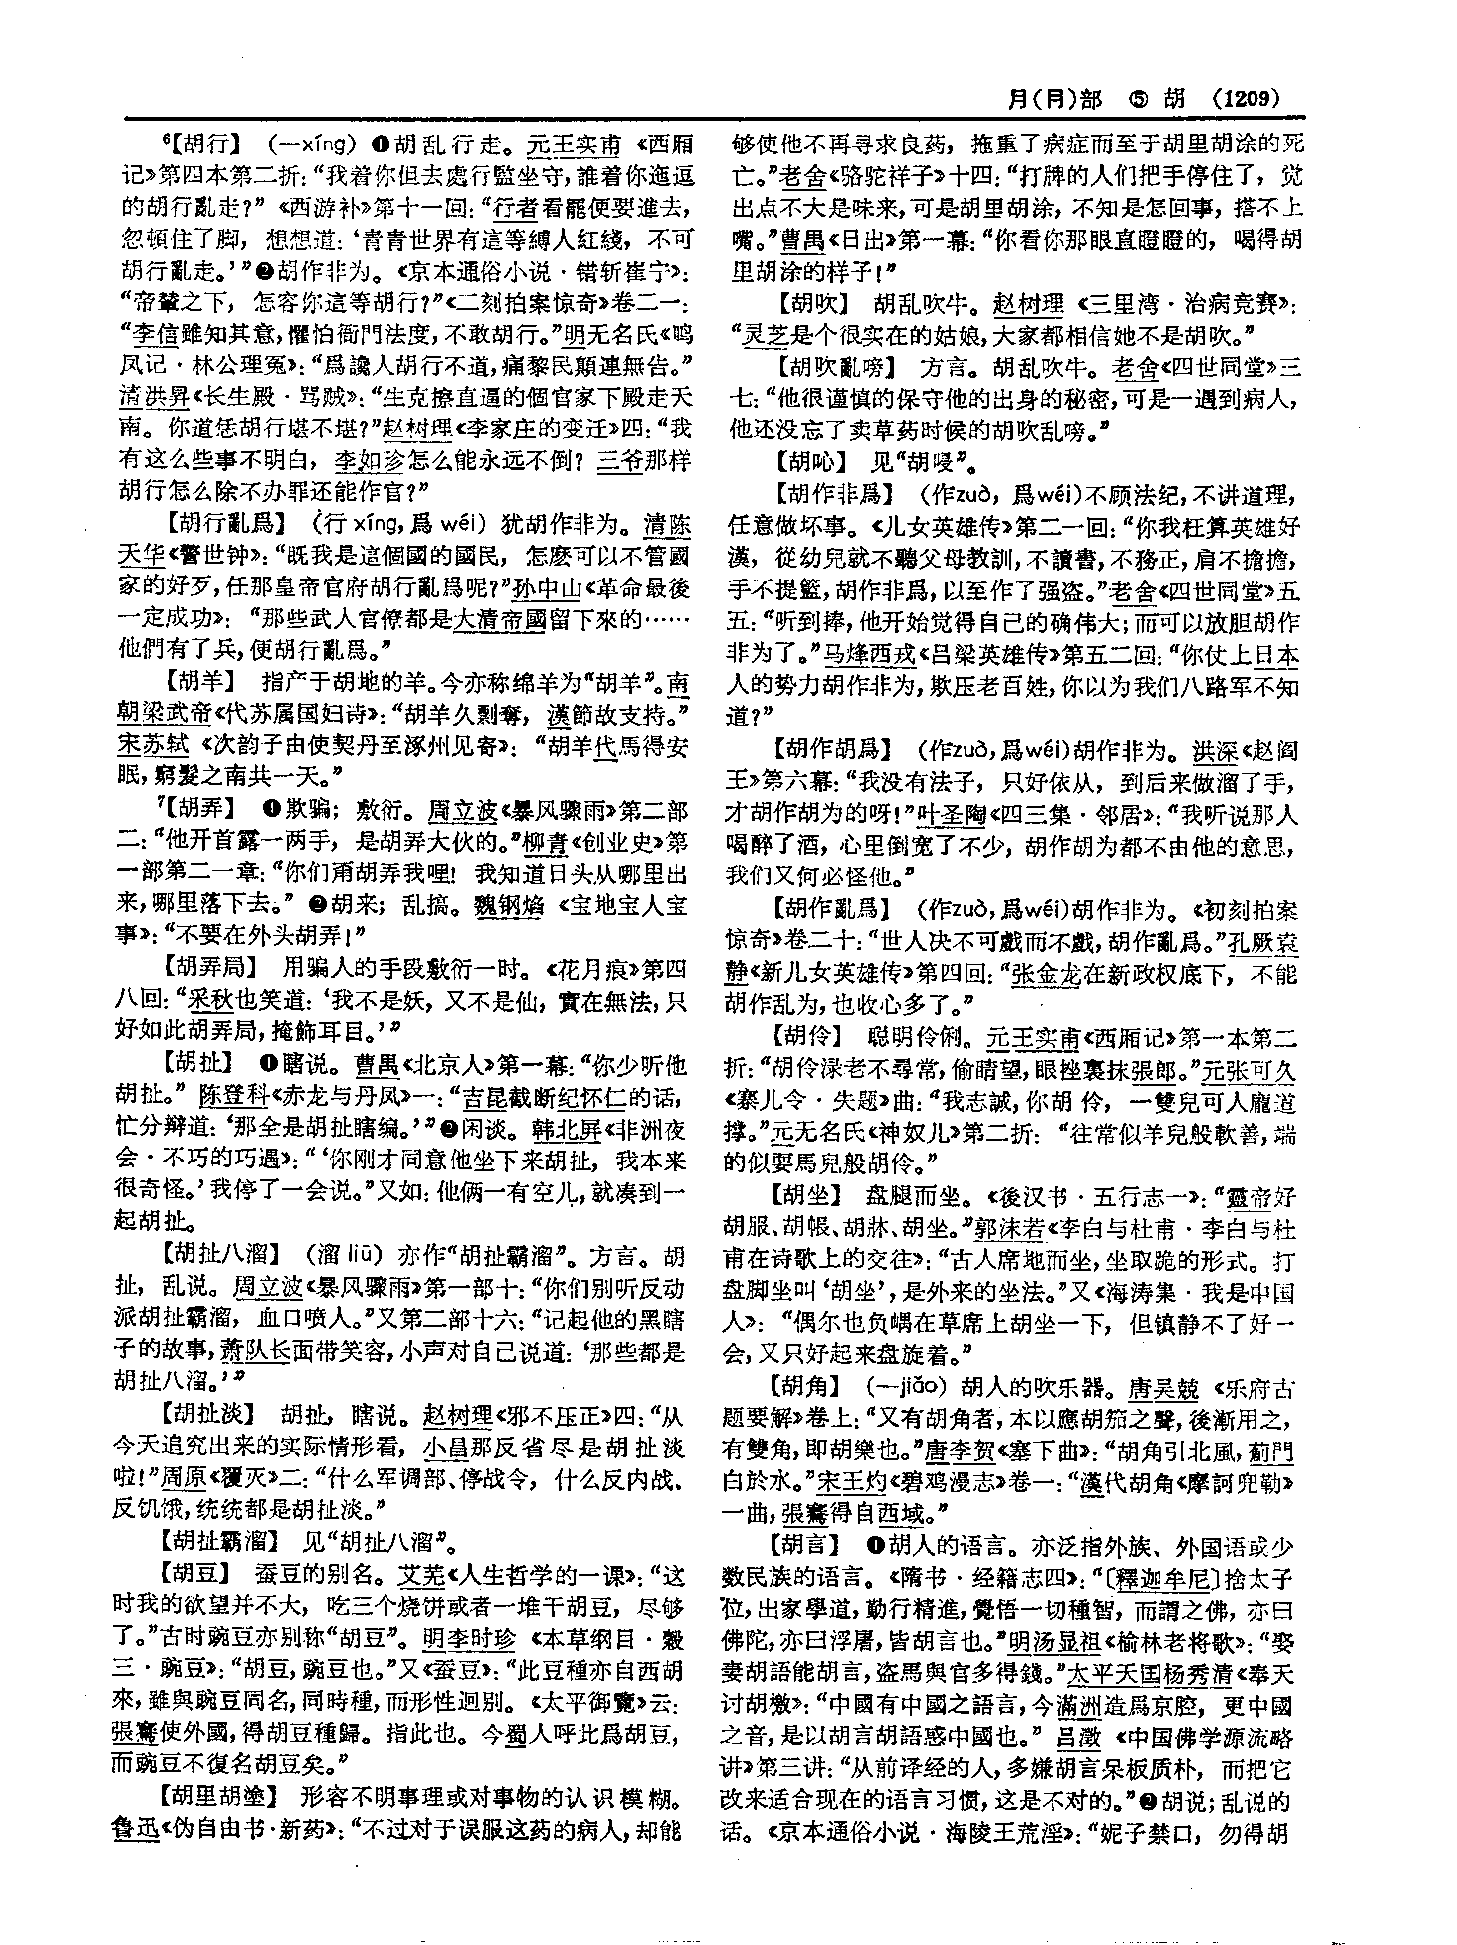 月(⺝)部 ⑤ 胡 (1209)
⁶【胡行】 (一xíng) ❶胡乱行走。元王实甫《西厢
记》第四本第二折：“我着你但去處行監坐守，誰着你迤逗
的胡行亂走？”《西游补》第十一回：“行者看罷便要進去，
忽頓住了脚，想想道：‘青青世界有這等縛人紅綫，不可
胡行亂走。’”❷胡作非为。《京本通俗小说·错斩崔宁》：
“帝輦之下，怎容你這等胡行？”《二刻拍案惊奇》卷二一：
“李信雖知其意，懼怕衙門法度，不敢胡行。”明无名氏《鸣
凤记·林公理冤》：“爲讒人胡行不道，痛黎民顛連無告。”
清洪昇《长生殿·骂贼》：“生克擦直逼的個官家下殿走天
南。你道恁胡行堪不堪？”赵树理《李家庄的变迁》四：“我
有这么些事不明白，李如珍怎么能永远不倒？三爷那样
胡行怎么除不办罪还能作官？”
【胡行亂爲】 (行xíng，爲wéi) 犹胡作非为。清陈
天华《警世钟》：“既我是這個國的國民，怎麽可以不管國
家的好歹，任那皇帝官府胡行亂爲呢？”孙中山《革命最後
一定成功》：“那些武人官僚都是大清帝國留下來的……
他們有了兵，便胡行亂爲。”
【胡羊】 指产于胡地的羊。今亦称绵羊为“胡羊”。南
朝梁武帝《代苏属国妇诗》：“胡羊久剽奪，漢節故支持。”
宋苏轼《次韵子由使契丹至涿州见寄》：“胡羊代馬得安
眠，窮髮之南共一天。”
⁷【胡弄】 ❶欺骗；敷衍。周立波《暴风骤雨》第二部
二：“他开首露一两手，是胡弄大伙的。”柳青《创业史》第
一部第二一章：“你们甭胡弄我哩！我知道日头从哪里出
来，哪里落下去。”❷胡来；乱搞。魏钢焰《宝地宝人宝
事》：“不要在外头胡弄！”
【胡弄局】 用骗人的手段敷衍一时。《花月痕》第四
八回：“采秋也笑道：‘我不是妖，又不是仙，實在無法，只
好如此胡弄局，掩飾耳目。’”
【胡扯】 ❶瞎说。曹禺《北京人》第一幕：“你少听他
胡扯。”陈登科《赤龙与丹凤》一：“吉昆截断纪怀仁的话，
忙分辩道：‘那全是胡扯瞎编。’”❷闲谈。韩北屏《非洲夜
会·不巧的巧遇》：“‘你刚才同意他坐下来胡扯，我本来
很奇怪。’我停了一会说。”又如：他俩一有空儿，就凑到一
起胡扯。
【胡扯八溜】 (溜liū) 亦作“胡扯霸溜”。方言。胡
扯，乱说。周立波《暴风骤雨》第一部十：“你们别听反动
派胡扯霸溜，血口喷人。”又第二部十六：“记起他的黑瞎
子的故事，萧队长面带笑容，小声对自己说道：‘那些都是
胡扯八溜。’”
【胡扯淡】 胡扯，瞎说。赵树理《邪不压正》四：“从
今天追究出来的实际情形看，小昌那反省尽是胡扯淡
啦！”周原《覆灭》二：“什么军调部、停战令，什么反内战、
反饥饿，统统都是胡扯淡。”
【胡扯霸溜】 见“胡扯八溜”。
【胡豆】 蚕豆的别名。艾芜《人生哲学的一课》：“这
时我的欲望并不大，吃三个烧饼或者一堆干胡豆，尽够
了。”古时豌豆亦别称“胡豆”。明李时珍《本草纲目·穀
三·豌豆》：“胡豆，豌豆也。”又《蚕豆》：“此豆種亦自西胡
來，雖與豌豆同名，同時種，而形性迥别。《太平御覽》云：
張騫使外國，得胡豆種歸。指此也。今蜀人呼此爲胡豆，
而豌豆不復名胡豆矣。”
【胡里胡塗】 形容不明事理或对事物的认识模糊。
鲁迅《伪自由书·新药》：“不过对于误服这药的病人，却能
够使他不再寻求良药，拖重了病症而至于胡里胡涂的死
亡。”老舍《骆驼祥子》十四：“打牌的人们把手停住了，觉
出点不大是味来，可是胡里胡涂，不知是怎回事，搭不上
嘴。”曹禺《日出》第一幕：“你看你那眼直瞪瞪的，喝得胡
里胡涂的样子！”
【胡吹】 胡乱吹牛。赵树理《三里湾·治病竞赛》：
“灵芝是个很实在的姑娘，大家都相信她不是胡吹。”
【胡吹亂嗙】 方言。胡乱吹牛。老舍《四世同堂》三
七：“他很谨慎的保守他的出身的秘密，可是一遇到病人，
他还没忘了卖草药时候的胡吹乱嗙。”
【胡吣】 见“胡唚”。
【胡作非爲】 (作zuò，爲wéi)不顾法纪，不讲道理，
任意做坏事。《儿女英雄传》第二一回：“你我枉算英雄好
漢，從幼兒就不聽父母教訓，不讀書，不務正，肩不擔擔，
手不提籃，胡作非爲，以至作了强盗。”老舍《四世同堂》五
五：“听到捧，他开始觉得自己的确伟大；而可以放胆胡作
非为了。”马烽西戎《吕梁英雄传》第五二回：“你仗上日本
人的势力胡作非为，欺压老百姓，你以为我们八路军不知
道？”
【胡作胡爲】 (作zuò，爲wéi)胡作非为。洪深《赵阎
王》第六幕：“我没有法子，只好依从，到后来做溜了手，
才胡作胡为的呀！”叶圣陶《四三集·邻居》：“我听说那人
喝醉了酒，心里倒宽了不少，胡作胡为都不由他的意思，
我们又何必怪他。”
【胡作亂爲】 (作zuò，爲wéi)胡作非为。《初刻拍案
惊奇》卷二十：“世人决不可戲而不戲，胡作亂爲。”孔厥袁
静《新儿女英雄传》第四回：“张金龙在新政权底下，不能
胡作乱为，也收心多了。”
【胡伶】 聪明伶俐。元王实甫《西厢记》第一本第二
折：“胡伶渌老不尋常，偷睛望，眼挫裏抹張郎。”元张可久
《寨儿令·失题》曲：“我志誠，你胡伶，一雙兒可人龐道
撑。”元无名氏《神奴儿》第二折：“往常似羊兒般軟善，端
的似耍馬兒般胡伶。”
【胡坐】 盘腿而坐。《後汉书·五行志一》：“靈帝好
胡服、胡帳、胡牀、胡坐。”郭沫若《李白与杜甫·李白与杜
甫在诗歌上的交往》：“古人席地而坐，坐取跪的形式。打
盘脚坐叫‘胡坐’，是外来的坐法。”又《海涛集·我是中国
人》：“偶尔也负嵎在草席上胡坐一下，但镇静不了好一
会，又只好起来盘旋着。”
【胡角】 (一jiǎo) 胡人的吹乐器。唐吴兢《乐府古
题要解》卷上：“又有胡角者，本以應胡笳之聲，後漸用之，
有雙角，即胡樂也。”唐李贺《塞下曲》：“胡角引北風，薊門
白於水。”宋王灼《碧鸡漫志》卷一：“漢代胡角《摩訶兜勒》
一曲，張騫得自西域。”
【胡言】 ❶胡人的语言。亦泛指外族、外国语或少
数民族的语言。《隋书·经籍志四》：“〔釋迦牟尼〕捨太子
位，出家學道，勤行精進，覺悟一切種智，而謂之佛，亦曰
佛陀，亦曰浮屠，皆胡言也。”明汤显祖《榆林老将歌》：“娶
妻胡語能胡言，盗馬與官多得錢。”太平天囯杨秀清《奉天
讨胡檄》：“中國有中國之語言，今滿洲造爲京腔，更中國
之音，是以胡言胡語惑中國也。”吕澂《中国佛学源流略
讲》第三讲：“从前译经的人，多嫌胡言呆板质朴，而把它
改来适合现在的语言习惯，这是不对的。”❷胡说；乱说的
话。《京本通俗小说·海陵王荒淫》：“妮子禁口，勿得胡